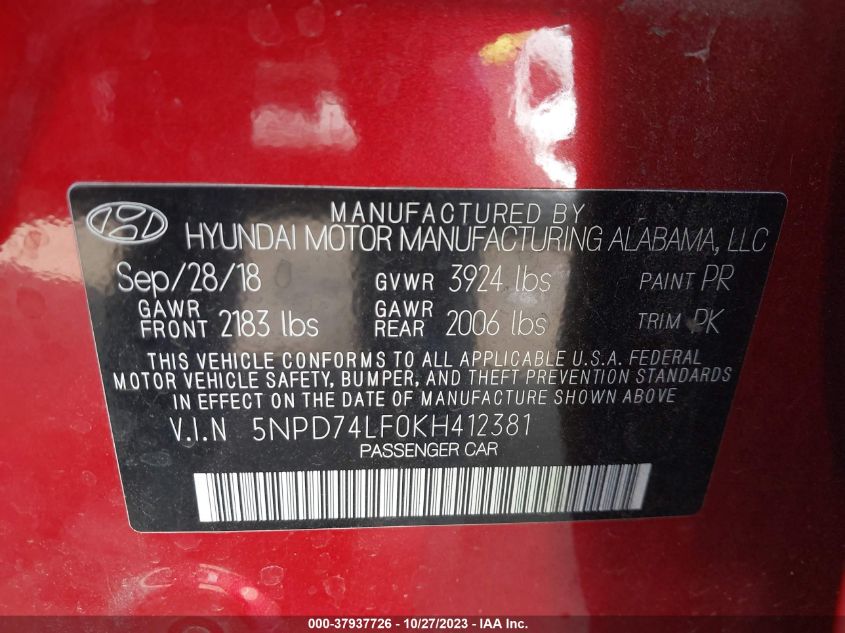 MANUFACTURED BY
HYUNDAI MOTOR MANUFACTURING ALABAMA, LLC
Sep/28/18 GVWR 3924 lbs PAINT PR
GAWR FRONT 2183 lbs GAWR REAR 2006 lbs TRIM PK
THIS VEHICLE CONFORMS TO ALL APPLICABLE U.S.A. FEDERAL
MOTOR VEHICLE SAFETY, BUMPER, AND THEFT PREVENTION STANDARDS
IN EFFECT ON THE DATE OF MANUFACTURE SHOWN ABOVE
V.I.N 5NPD74LF0KH412381
PASSENGER CAR
000-37937726 - 10/27/2023 - IAA Inc.